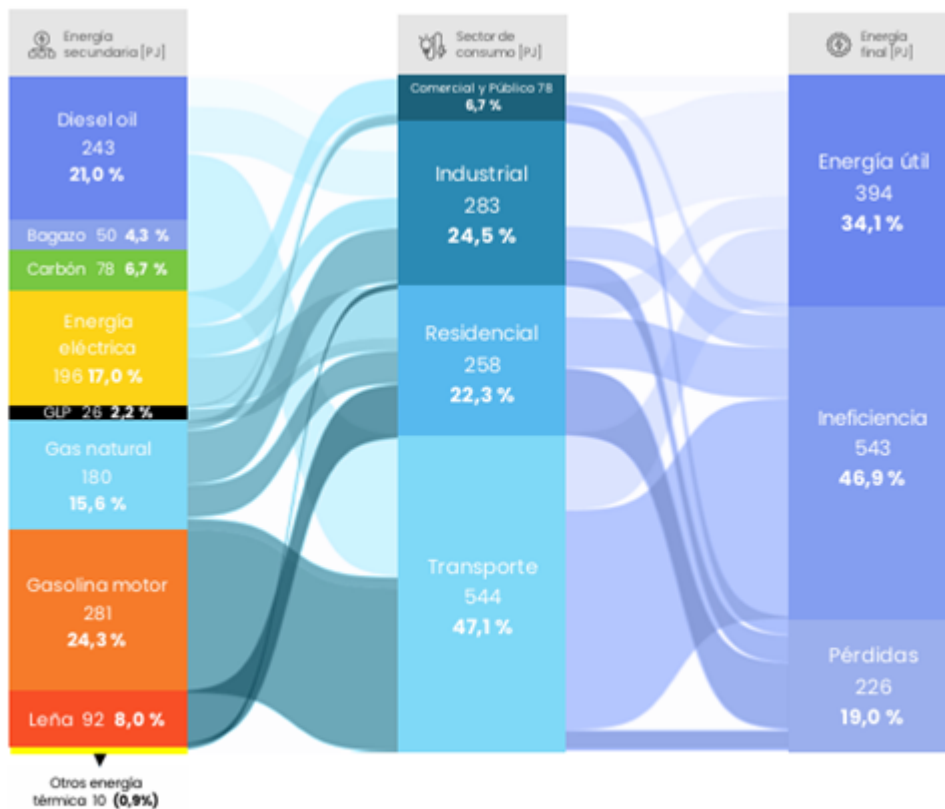 Energía
secundaria [PJ]
Diesel oil
243
21,0 %
Bagazo 50 4,3 %
Carbón 78 6,7 %
Energía
eléctrica
196 17,0 %
GLP 26 2,2 %
Gas natural
180
15,6 %
Gasolina motor
281
24,3 %
Leña 92 8,0 %
Otros energía
térmica 10 (0,9%)
Sector de
consumo [PJ]
Comercial y Público 78
6,7 %
Industrial
283
24,5 %
Residencial
258
22,3 %
Transporte
544
47,1 %
Energía
final [PJ]
Energía útil
394
34,1 %
Ineficiencia
543
46,9 %
Pérdidas
226
19,0 %